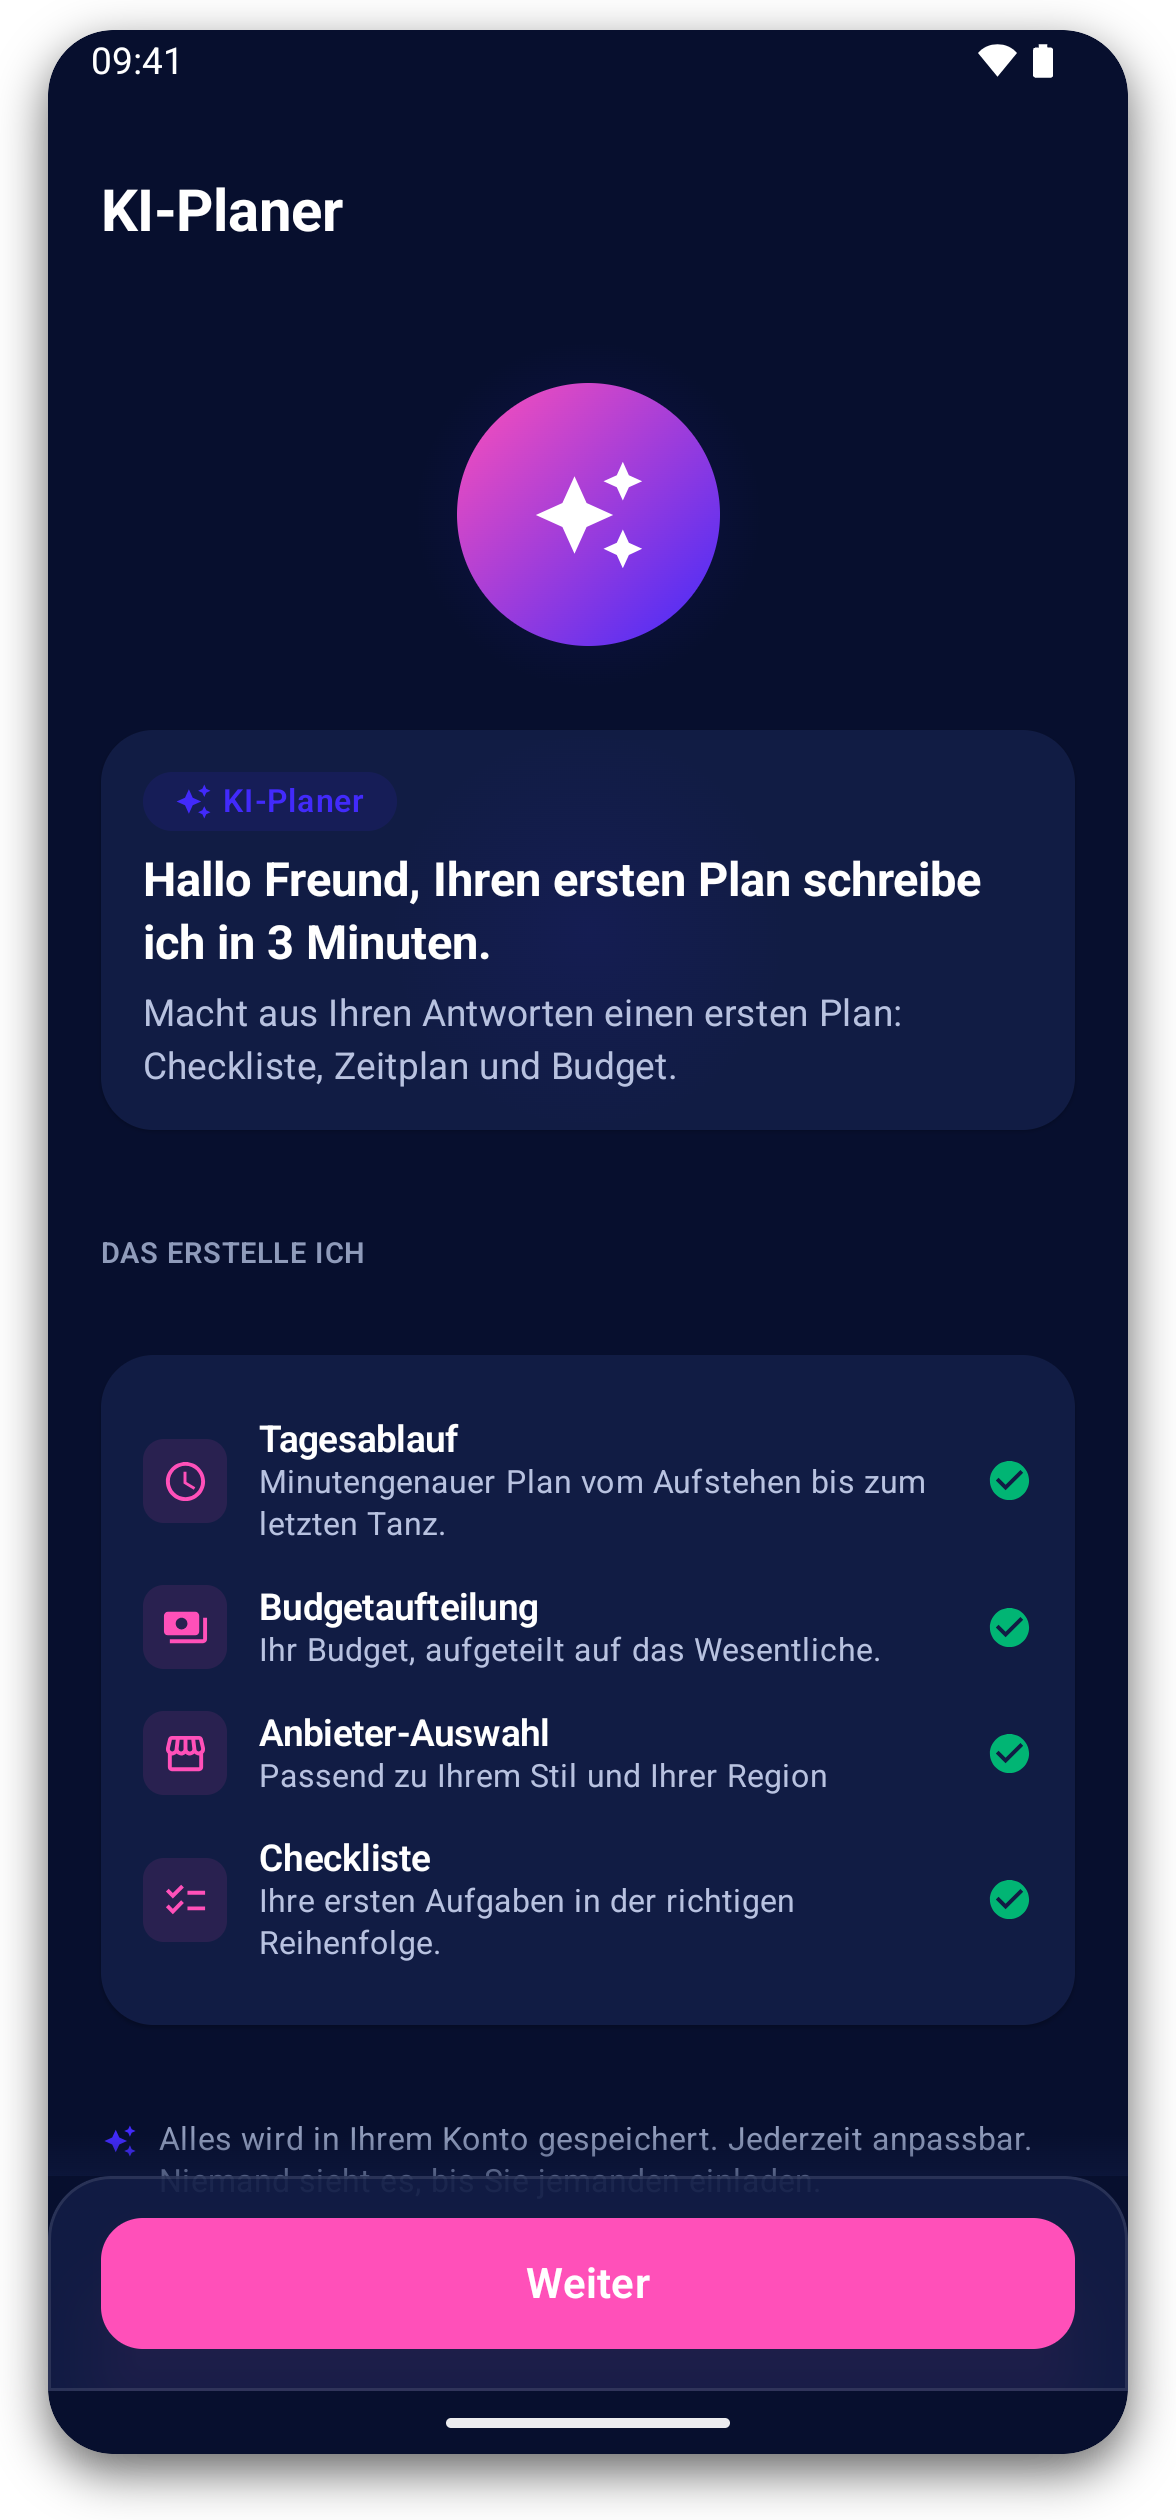 09:41
KI-Planer
KI-Planer
Hallo Freund, Ihren ersten Plan schreibe
ich in 3 Minuten.
Macht aus Ihren Antworten einen ersten Plan:
Checkliste, Zeitplan und Budget.
DAS ERSTELLE ICH
Tagesablauf
Minutengenauer Plan vom Aufstehen bis zum
letzten Tanz.
Budgetaufteilung
Ihr Budget, aufgeteilt auf das Wesentliche.
Anbieter-Auswahl
Passend zu Ihrem Stil und Ihrer Region
Checkliste
Ihre ersten Aufgaben in der richtigen
Reihenfolge.
Alles wird in Ihrem Konto gespeichert. Jederzeit anpassbar.
Niemand sieht es, bis Sie jemanden einladen.
Weiter